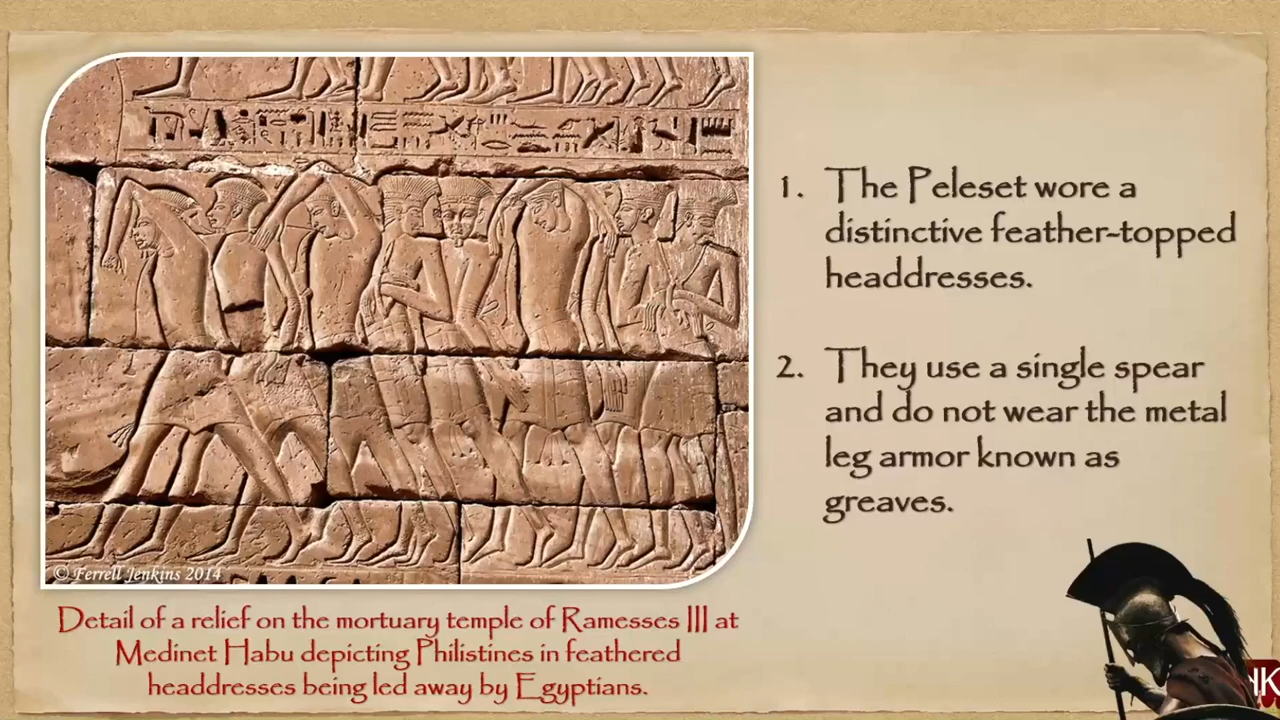 1. The Peleset wore a
distinctive feather-topped
headdresses.
2. They use a single spear
and do not wear the metal
leg armor known as
greaves.
© Ferrell Jenkins 2014
Detail of a relief on the mortuary temple of Ramesses III at
Medinet Habu depicting Philistines in feathered
headdresses being led away by Egyptians.